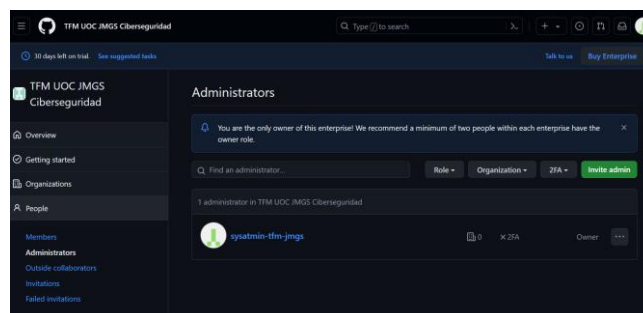 TFM UOC JMGS Ciberseguridad
Type / to search
30 days left on trial. See suggested tasks
Talk to us
Buy Enterprise
TFM UOC JMGS
Ciberseguridad
Overview
Getting started
Organizations
People
Members
Administrators
Outside collaborators
Invitations
Failed invitations
Administrators
You are the only owner of this enterprise! We recommend a minimum of two people within each enterprise have the
owner role.
Find an administrator...
Role
Organization
2FA
Invite admin
1 administrator in TFM UOC JMGS Ciberseguridad
sysatmin-tfm-jmgs
0
2FA
Owner